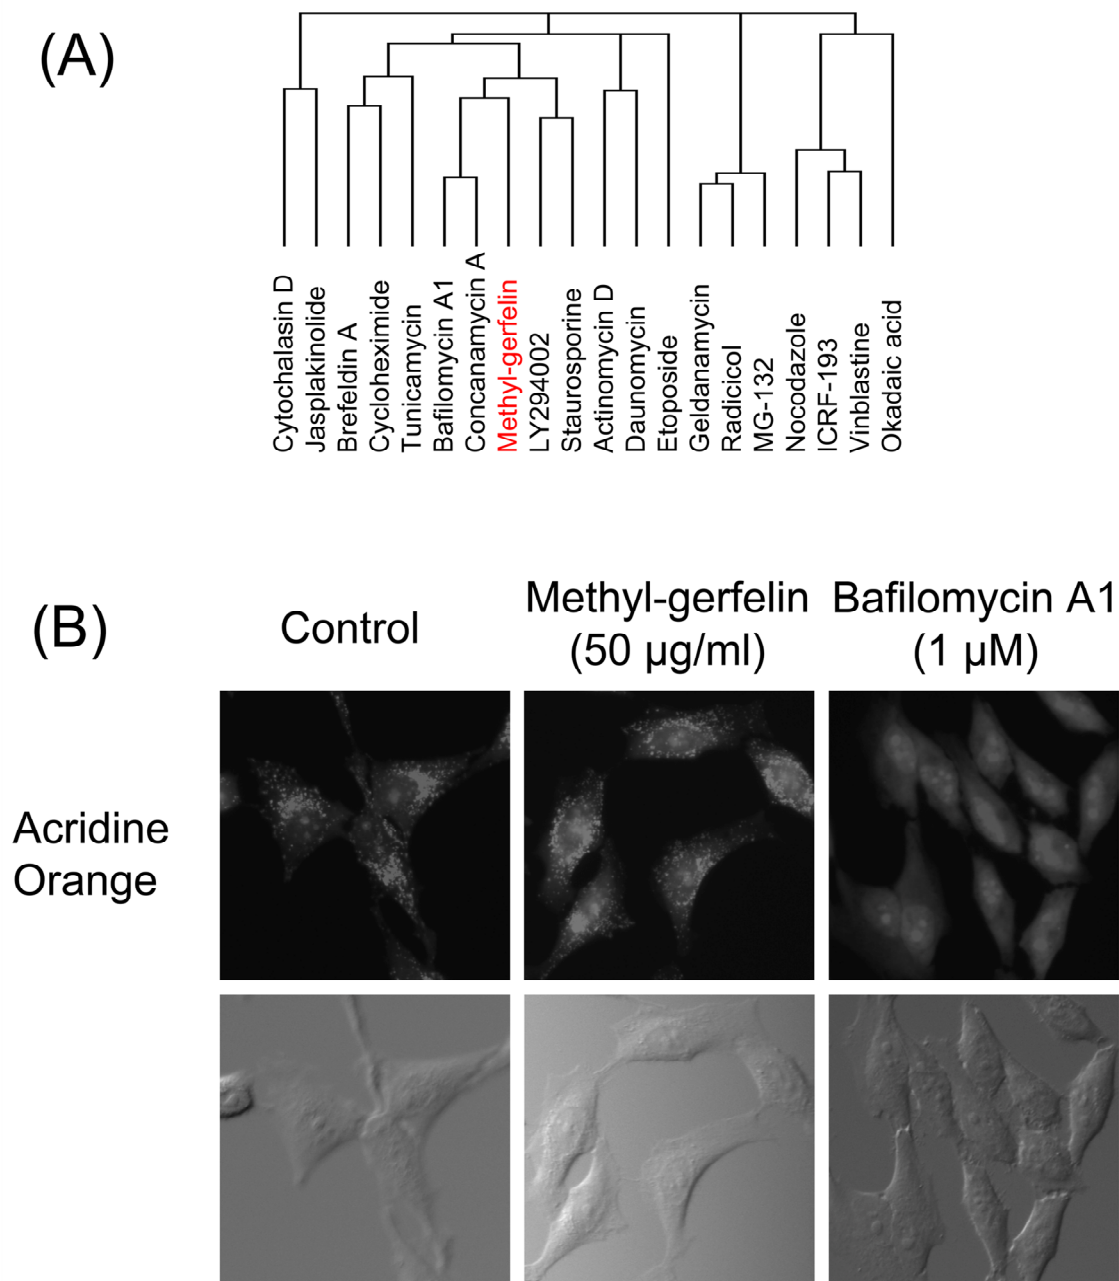 (A)
Cytochalasin D
Jasplakinolide
Brefeldin A
Cycloheximide
Tunicamycin
Bafilomycin A1
Concanamycin A
Methyl-gerfelin
LY294002
Staurosporine
Actinomycin D
Daunomycin
Etoposide
Geldanamycin
Radicicol
MG-132
Nocodazole
ICRF-193
Vinblastine
Okadaic acid
(B)
Control
Methyl-gerfelin
(50 µg/ml)
Bafilomycin A1
(1 µM)
Acridine
Orange